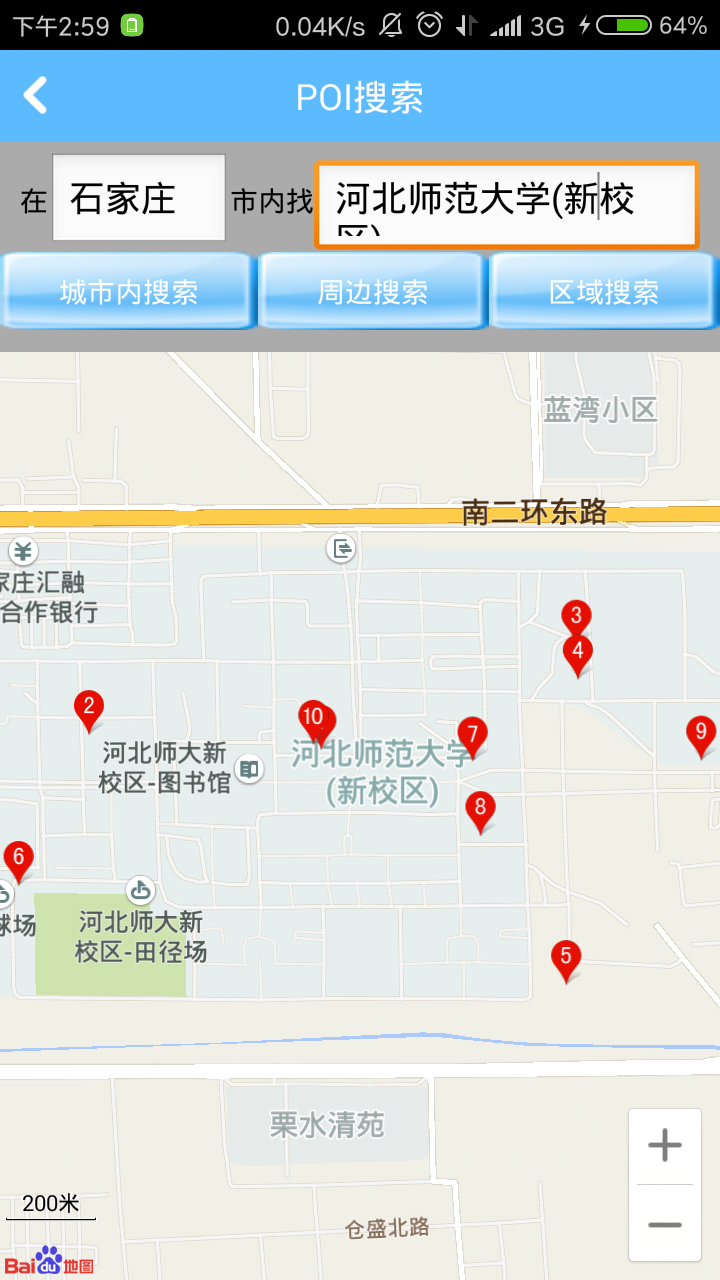 下午2:59
0.04K/s
3G
64%
POI搜索
在
石家庄
市内找
河北师范大学(新校
区)
城市内搜索
周边搜索
区域搜索
蓝湾小区
南二环东路
家庄汇融
合作银行
3
4
2
10
7
9
河北师大新
校区-图书馆
河北师范大学
(新校区)
8
6
球场
河北师大新
校区-田径场
5
栗水清苑
200米
仓盛北路
Bai du 地图